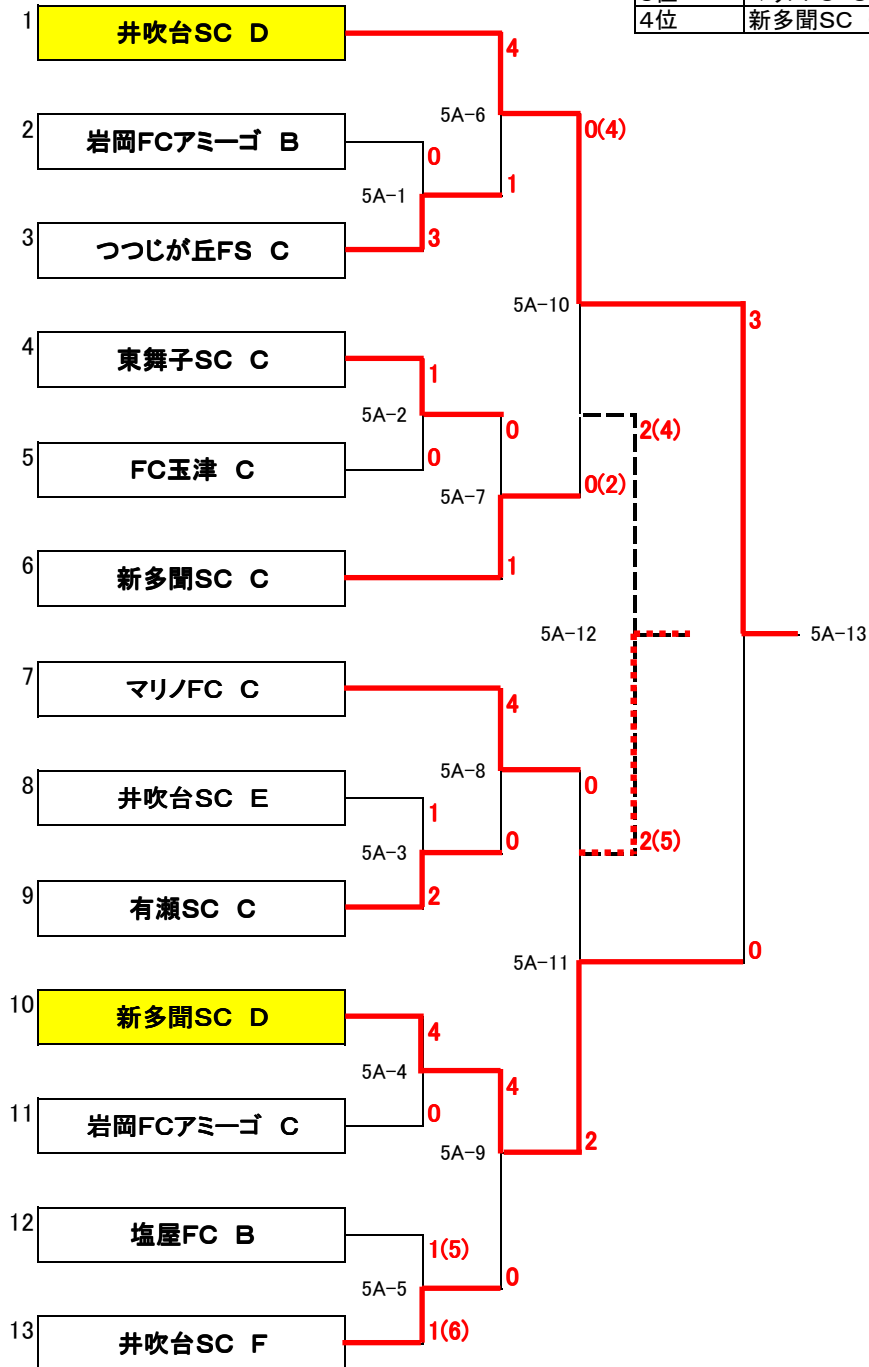 4位 新多聞SC
1 井吹台SC D
4
5A-6
0(4)
2 岩岡FCアミーゴ B
0
5A-1
1
3 つつじが丘FS C
3
5A-10
3
4 東舞子SC C
1
5A-2
0
2(4)
5 FC玉津 C
0
5A-7
0(2)
6 新多聞SC C
1
5A-12
5A-13
7 マリノFC C
4
5A-8
0
8 井吹台SC E
1
5A-3
0
2(5)
9 有瀬SC C
2
5A-11
0
10 新多聞SC D
4
5A-4
4
11 岩岡FCアミーゴ C
0
5A-9
2
12 塩屋FC B
1(5)
5A-5
0
13 井吹台SC F
1(6)